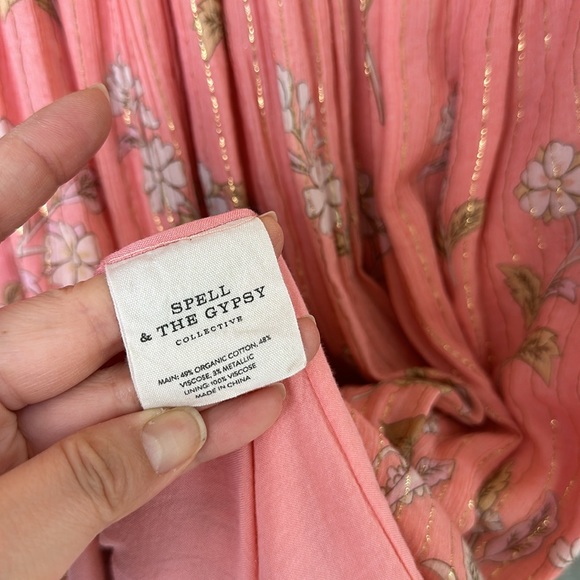 SPELL
& THE GYPSY
COLLECTIVE
MAIN: 49% ORGANIC COTTON, 48%
VISCOSE, 3% METALLIC
LINING: 100% VISCOSE
MADE IN CHINA